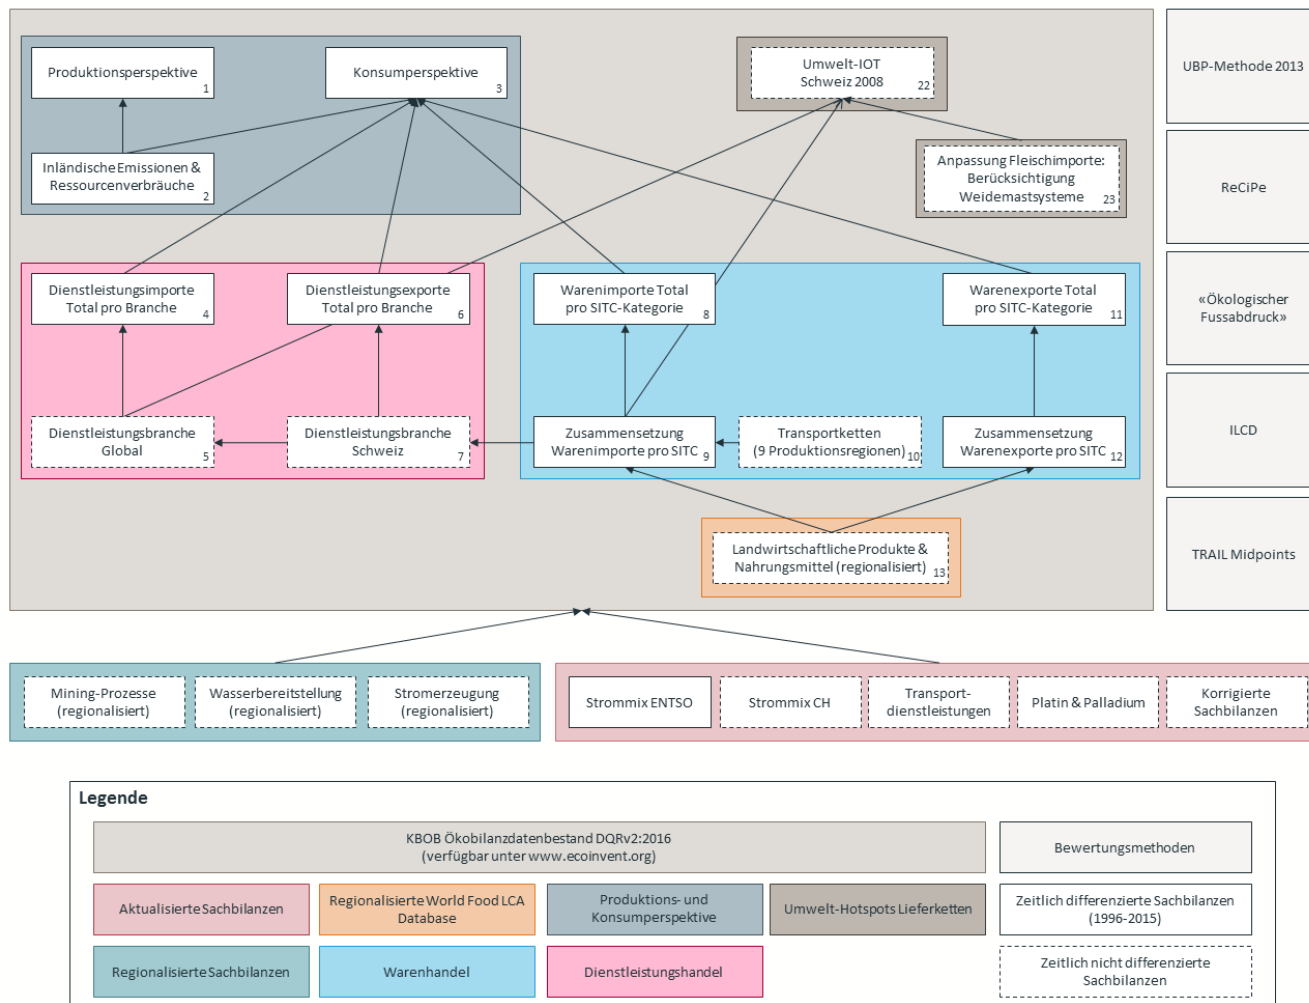 Produktionsperspektive
1
Konsumperspektive
3
Umwelt-IOT
Schweiz 2008
22
UBP-Methode 2013
Inländische Emissionen &
Ressourcenverbräuche
2
Anpassung Fleischimporte:
Berücksichtigung
Weidemastsysteme
23
ReCiPe
Dienstleistungsimporte
Total pro Branche
4
Dienstleistungsexporte
Total pro Branche
6
Warenimporte Total
pro SITC-Kategorie
8
Warenexporte Total
pro SITC-Kategorie
11
«Ökologischer
Fussabdruck»
Dienstleistungsbranche
Global
5
Dienstleistungsbranche
Schweiz
7
Zusammensetzung
Warenimporte pro SITC
9
Transportketten
(9 Produktionsregionen)
10
Zusammensetzung
Warenexporte pro SITC
12
ILCD
Landwirtschaftliche Produkte &
Nahrungsmittel (regionalisiert)
13
TRAIL Midpoints
Mining-Prozesse
(regionalisiert)
Wasserbereitstellung
(regionalisiert)
Stromerzeugung
(regionalisiert)
Strommix ENTSO
Strommix CH
Transport-
dienstleistungen
Platin & Palladium
Korrigierte
Sachbilanzen
Legende
KBOB Ökobilanzdatenbestand DQRv2:2016
(verfügbar unter www.ecoinvent.org)
Bewertungsmethoden
Aktualisierte Sachbilanzen
Regionalisierte World Food LCA
Database
Produktions- und
Konsumperspektive
Umwelt-Hotspots Lieferketten
Zeitlich differenzierte Sachbilanzen
(1996-2015)
Regionalisierte Sachbilanzen
Warenhandel
Dienstleistungshandel
Zeitlich nicht differenzierte
Sachbilanzen